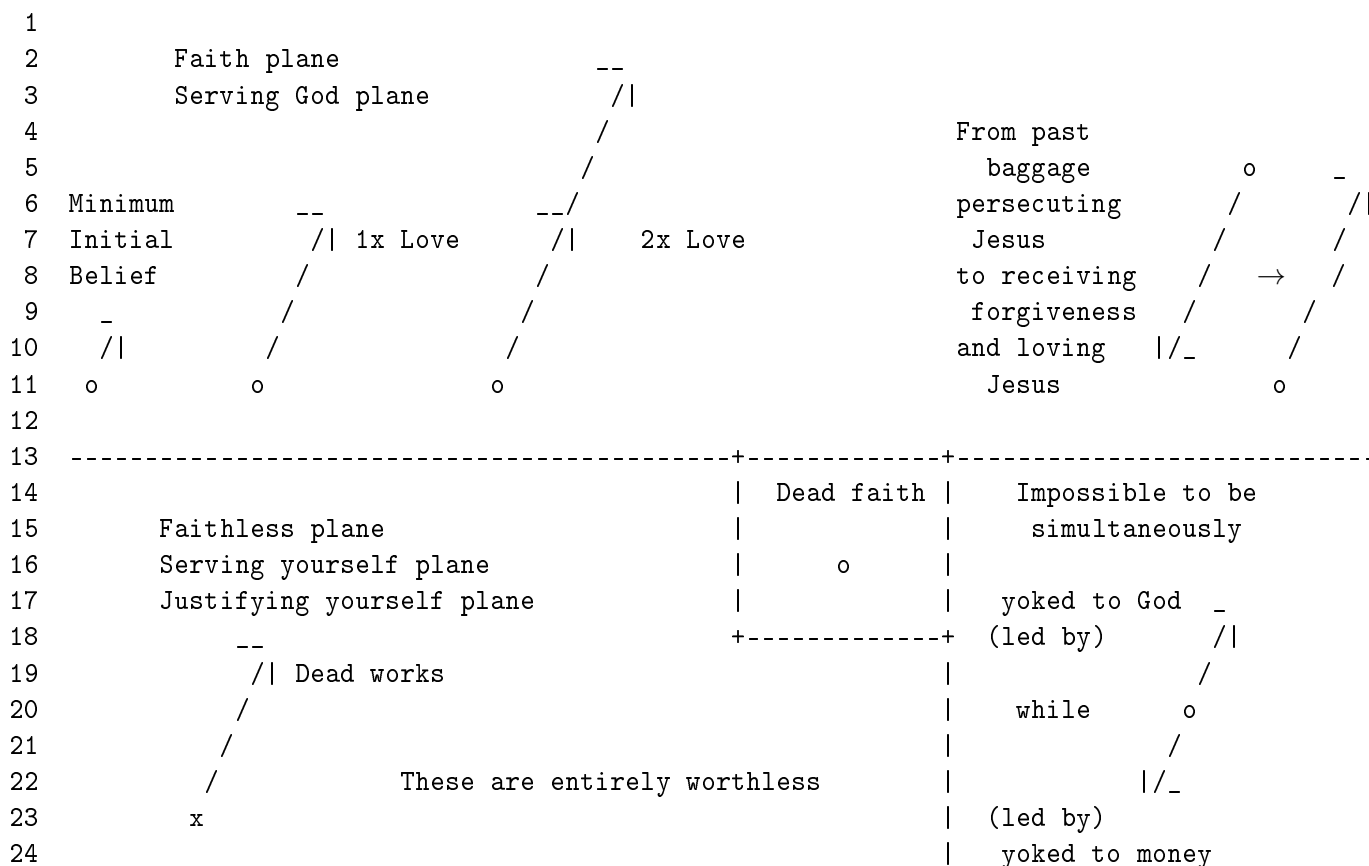 1
2         Faith plane                 __
3         Serving God plane            /|
4                                     /                       From past
5                                    /                          baggage          o     _
6  Minimum        __              __/                         persecuting       /       /|
7  Initial         /| 1x Love      /|    2x Love               Jesus           /       /
8  Belief         /               /                           to receiving    /   →   /
9    _           /               /                             forgiveness   /       /
10   /|         /               /                             and loving   |/_      /
11  o          o               o                                Jesus              o
12
13 --------------------------------------------+-------------+----------------------------
14                                             |  Dead faith |    Impossible to be
15       Faithless plane                       |             |     simultaneously
16       Serving yourself plane                |      o      |
17       Justifying yourself plane             |             |   yoked to God  _
18            __                               +-------------+  (led by)       /|
19             /| Dead works                                 |                /
20            /                                              |    while      o
21           /                                               |              /
22          /            These are entirely worthless        |            |/_
23         x                                                 |  (led by)
24                                                           |   yoked to money